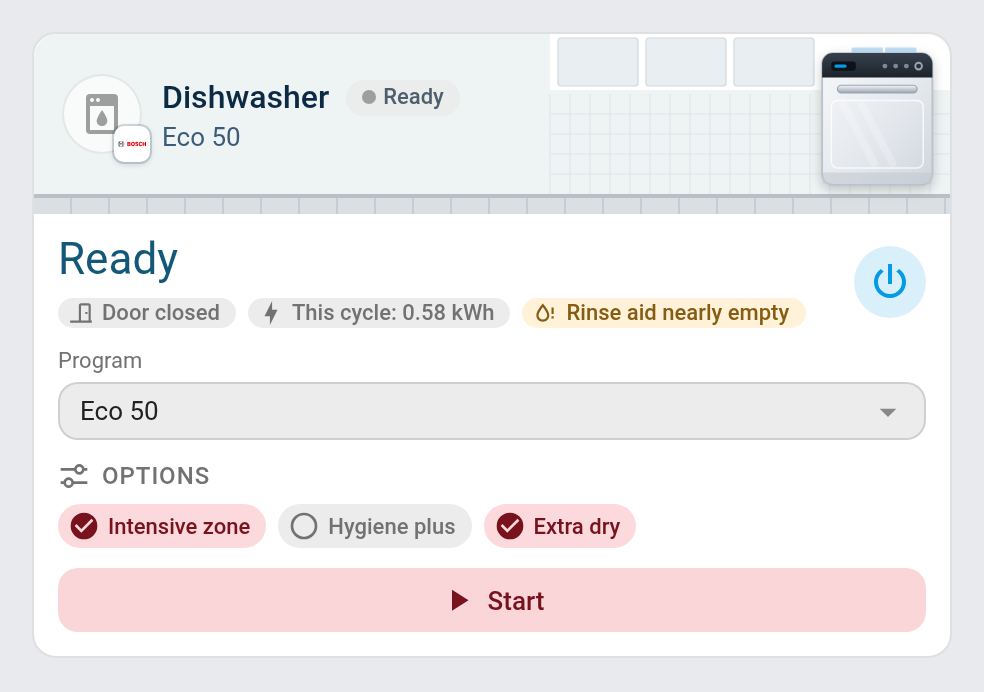 Dishwasher
Ready
Eco 50
BOSCH
Ready
Door closed
This cycle: 0.58 kWh
Rinse aid nearly empty
Program
Eco 50
OPTIONS
Intensive zone
Hygiene plus
Extra dry
Start